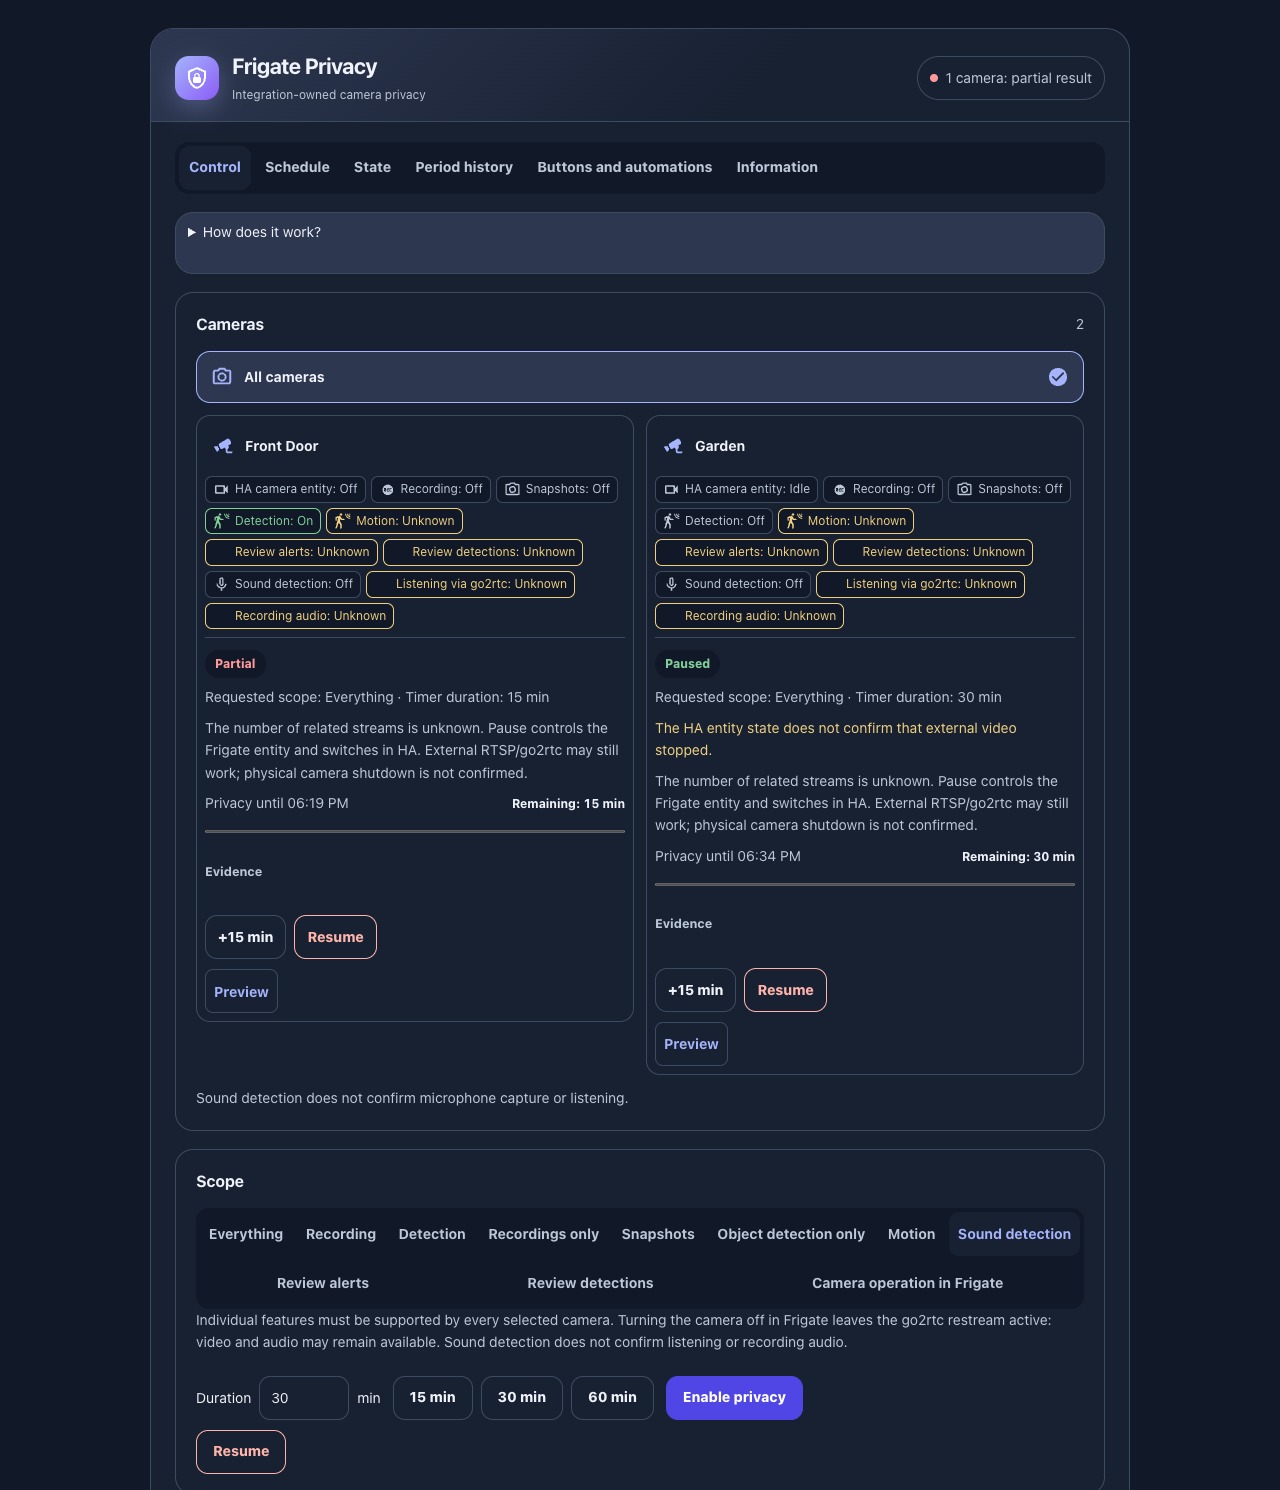 Frigate Privacy
Integration-owned camera privacy
1 camera: partial result
Control
Schedule
State
Period history
Buttons and automations
Information
How does it work?
Cameras
2
All cameras
Front Door
HA camera entity: Off
Recording: Off
Snapshots: Off
Detection: On
Motion: Unknown
Review alerts: Unknown
Review detections: Unknown
Sound detection: Off
Listening via go2rtc: Unknown
Recording audio: Unknown
Partial
Requested scope: Everything · Timer duration: 15 min
The number of related streams is unknown. Pause controls the
Frigate entity and switches in HA. External RTSP/go2rtc may still
work; physical camera shutdown is not confirmed.
Privacy until 06:19 PM
Remaining: 15 min
Evidence
+15 min
Resume
Preview
Garden
HA camera entity: Idle
Recording: Off
Snapshots: Off
Detection: Off
Motion: Unknown
Review alerts: Unknown
Review detections: Unknown
Sound detection: Off
Listening via go2rtc: Unknown
Recording audio: Unknown
Paused
Requested scope: Everything · Timer duration: 30 min
The HA entity state does not confirm that external video
stopped.
The number of related streams is unknown. Pause controls the
Frigate entity and switches in HA. External RTSP/go2rtc may still
work; physical camera shutdown is not confirmed.
Privacy until 06:34 PM
Remaining: 30 min
Evidence
+15 min
Resume
Preview
Sound detection does not confirm microphone capture or listening.
Scope
Everything
Recording
Detection
Recordings only
Snapshots
Object detection only
Motion
Sound detection
Review alerts
Review detections
Camera operation in Frigate
Individual features must be supported by every selected camera. Turning the camera off in Frigate leaves the go2rtc restream active:
video and audio may remain available. Sound detection does not confirm listening or recording audio.
Duration
30
min
15 min
30 min
60 min
Enable privacy
Resume